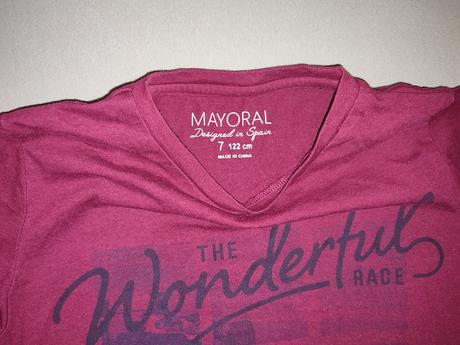 MAYORAL
Designed in Spain
7 122 cm
MADE IN CHINA
THE
Wonderful
RACE